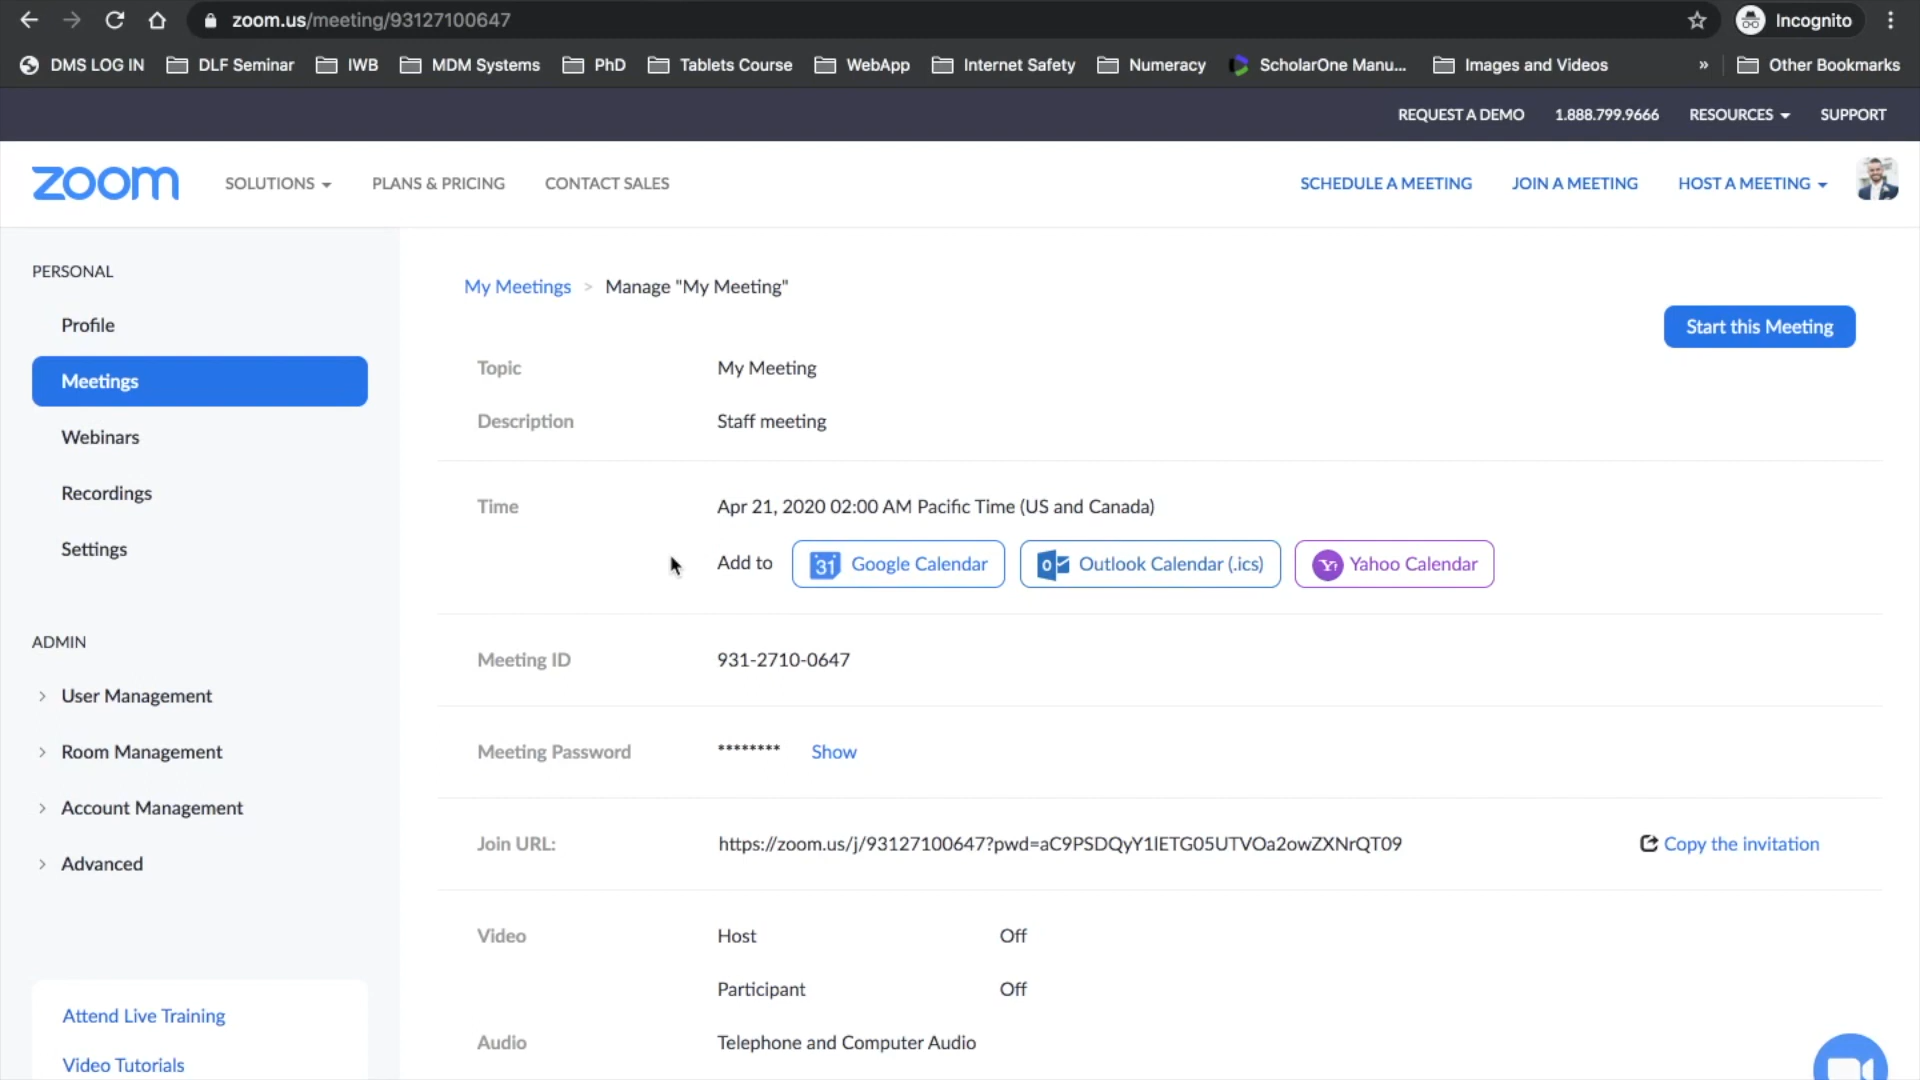 zoom.us/meeting/93127100647
Incognito
DMS LOG IN
DLF Seminar
IWB
MDM Systems
PhD
Tablets Course
WebApp
Internet Safety
Numeracy
ScholarOne Manu...
Images and Videos
»
Other Bookmarks
REQUEST A DEMO
1.888.799.9666
RESOURCES
SUPPORT
zoom
SOLUTIONS
PLANS & PRICING
CONTACT SALES
SCHEDULE A MEETING
JOIN A MEETING
HOST A MEETING
PERSONAL
Profile
Meetings
Webinars
Recordings
Settings
ADMIN
User Management
Room Management
Account Management
Advanced
Attend Live Training
Video Tutorials
My Meetings > Manage "My Meeting"
Start this Meeting
Topic My Meeting
Description Staff meeting
Time Apr 21, 2020 02:00 AM Pacific Time (US and Canada)
Add to 31 Google Calendar Outlook Calendar (.ics) Yahoo Calendar
Meeting ID 931-2710-0647
Meeting Password ******** Show
Join URL: https://zoom.us/j/93127100647?pwd=aC9PSDQyY1lETG05UTVOa2owZXNrQT09 Copy the invitation
Video Host Off
Participant Off
Audio Telephone and Computer Audio